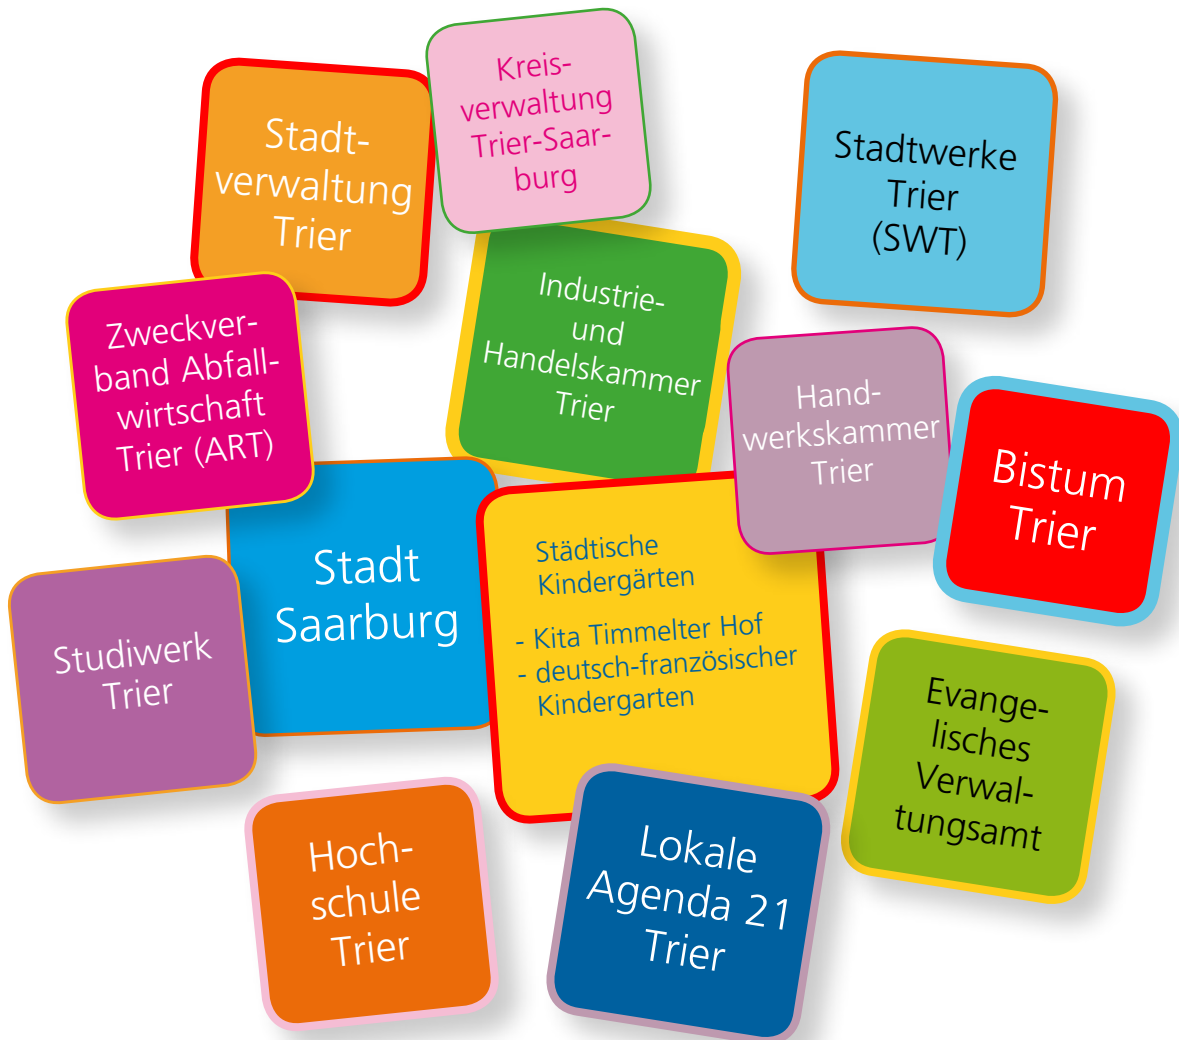 Kreis-
verwaltung
Trier-Saar-
burg
Stadt-
verwaltung
Trier
Stadtwerke
Trier
(SWT)
Industrie-
und
Handelskammer
Trier
Zweckver-
band Abfall-
wirtschaft
Trier (ART)
Hand-
werkskammer
Trier
Bistum
Trier
Stadt
Saarburg
Städtische
Kindergärten
- Kita Timmelter Hof
- deutsch-französischer
Kindergarten
Studiwerk
Trier
Evange-
lisches
Verwal-
tungsamt
Hoch-
schule
Trier
Lokale
Agenda 21
Trier